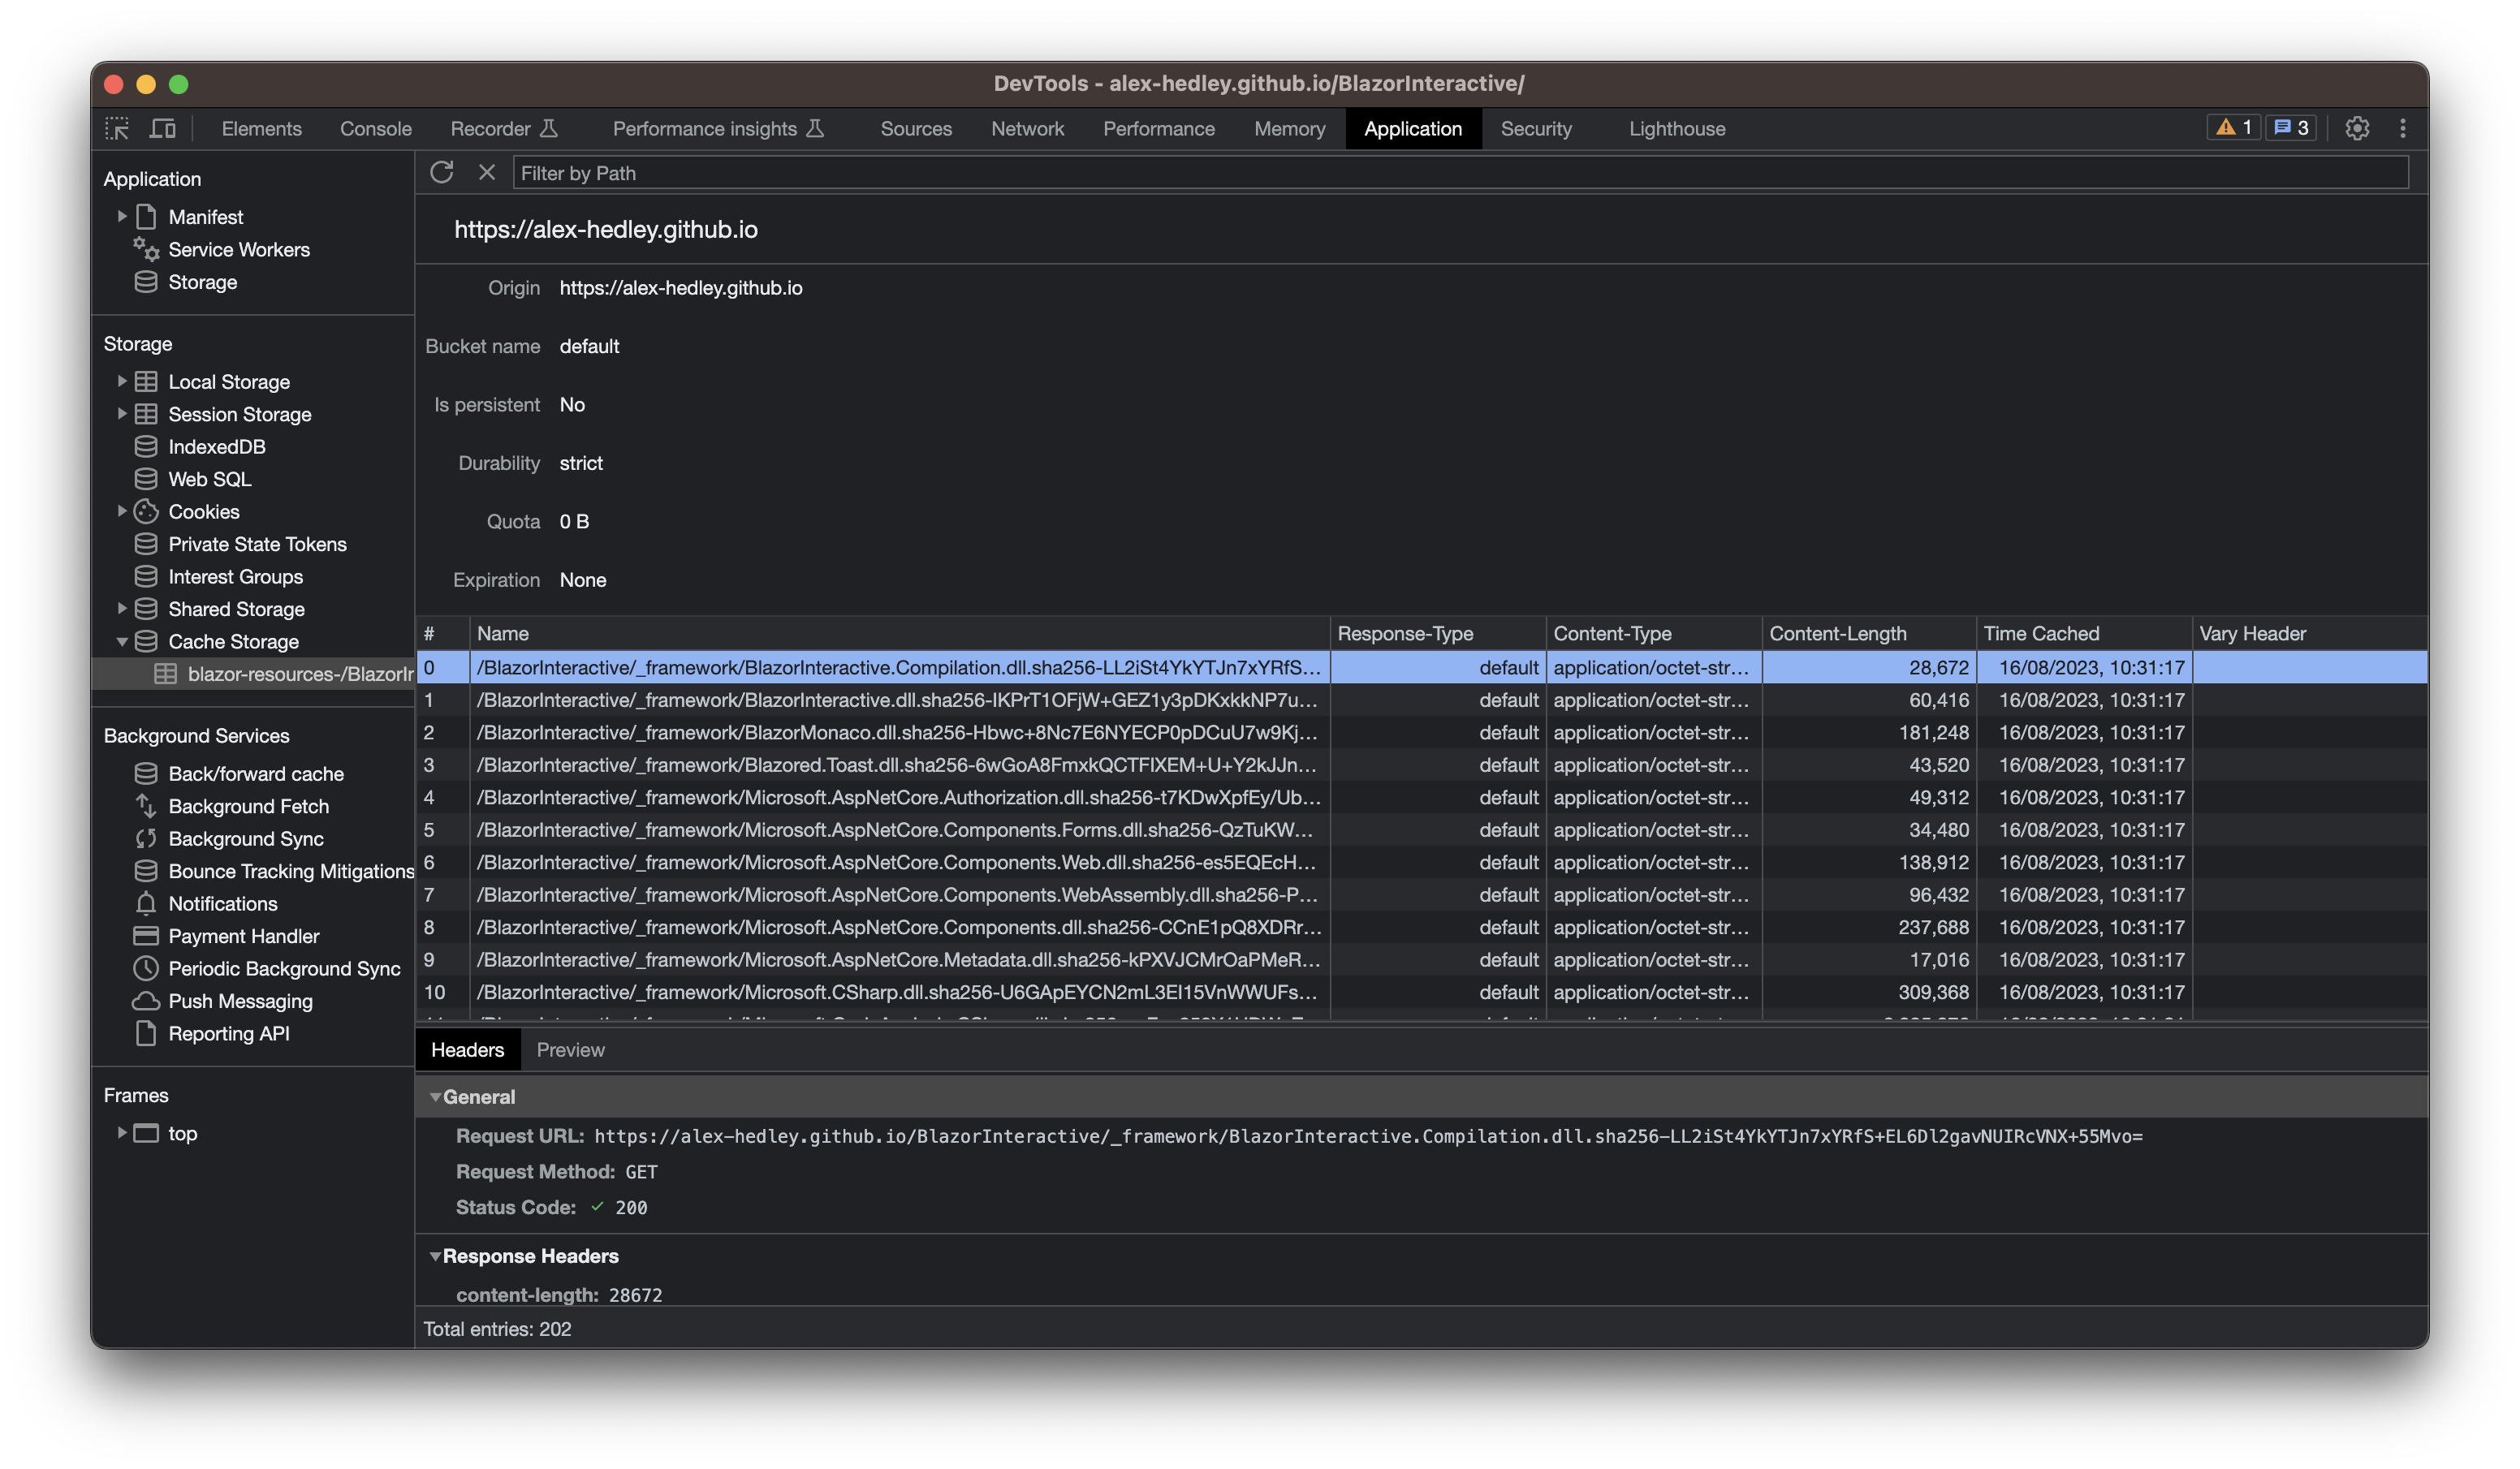 DevTools - alex-hedley.github.io/BlazorInteractive/
Elements Console Recorder Performance insights Sources Network Performance Memory Application Security Lighthouse 1 3
Application
Manifest
Service Workers
Storage
Storage
Local Storage
Session Storage
IndexedDB
Web SQL
Cookies
Private State Tokens
Interest Groups
Shared Storage
Cache Storage
blazor-resources-/BlazorIr
Background Services
Back/forward cache
Background Fetch
Background Sync
Bounce Tracking Mitigations
Notifications
Payment Handler
Periodic Background Sync
Push Messaging
Reporting API
Frames
top
Filter by Path
https://alex-hedley.github.io
Origin https://alex-hedley.github.io
Bucket name default
Is persistent No
Durability strict
Quota 0 B
Expiration None
# Name Response-Type Content-Type Content-Length Time Cached Vary Header
0 /BlazorInteractive/_framework/BlazorInteractive.Compilation.dll.sha256-LL2iSt4YkYTJn7xYRfS... default application/octet-str... 28,672 16/08/2023, 10:31:17
1 /BlazorInteractive/_framework/BlazorInteractive.dll.sha256-IKPrT1OFjW+GEZ1y3pDKxkkNP7u... default application/octet-str... 60,416 16/08/2023, 10:31:17
2 /BlazorInteractive/_framework/BlazorMonaco.dll.sha256-Hbwc+8Nc7E6NYECP0pDCuU7w9Kj... default application/octet-str... 181,248 16/08/2023, 10:31:17
3 /BlazorInteractive/_framework/Blazored.Toast.dll.sha256-6wGoA8FmxkQCTFIXEM+U+Y2kJJn... default application/octet-str... 43,520 16/08/2023, 10:31:17
4 /BlazorInteractive/_framework/Microsoft.AspNetCore.Authorization.dll.sha256-t7KDwXpfEy/Ub... default application/octet-str... 49,312 16/08/2023, 10:31:17
5 /BlazorInteractive/_framework/Microsoft.AspNetCore.Components.Forms.dll.sha256-QzTuKW... default application/octet-str... 34,480 16/08/2023, 10:31:17
6 /BlazorInteractive/_framework/Microsoft.AspNetCore.Components.Web.dll.sha256-es5EQEcH... default application/octet-str... 138,912 16/08/2023, 10:31:17
7 /BlazorInteractive/_framework/Microsoft.AspNetCore.Components.WebAssembly.dll.sha256-P... default application/octet-str... 96,432 16/08/2023, 10:31:17
8 /BlazorInteractive/_framework/Microsoft.AspNetCore.Components.dll.sha256-CCnE1pQ8XDRr... default application/octet-str... 237,688 16/08/2023, 10:31:17
9 /BlazorInteractive/_framework/Microsoft.AspNetCore.Metadata.dll.sha256-kPXVJCMrOaPMeR... default application/octet-str... 17,016 16/08/2023, 10:31:17
10 /BlazorInteractive/_framework/Microsoft.CSharp.dll.sha256-U6GApEYCN2mL3EI15VnWWUFs... default application/octet-str... 309,368 16/08/2023, 10:31:17
Headers Preview
General
Request URL: https://alex-hedley.github.io/BlazorInteractive/_framework/BlazorInteractive.Compilation.dll.sha256-LL2iSt4YkYTJn7xYRfS+EL6Dl2gavNUIRcVNX+55Mvo=
Request Method: GET
Status Code: 200
Response Headers
content-length: 28672
Total entries: 202